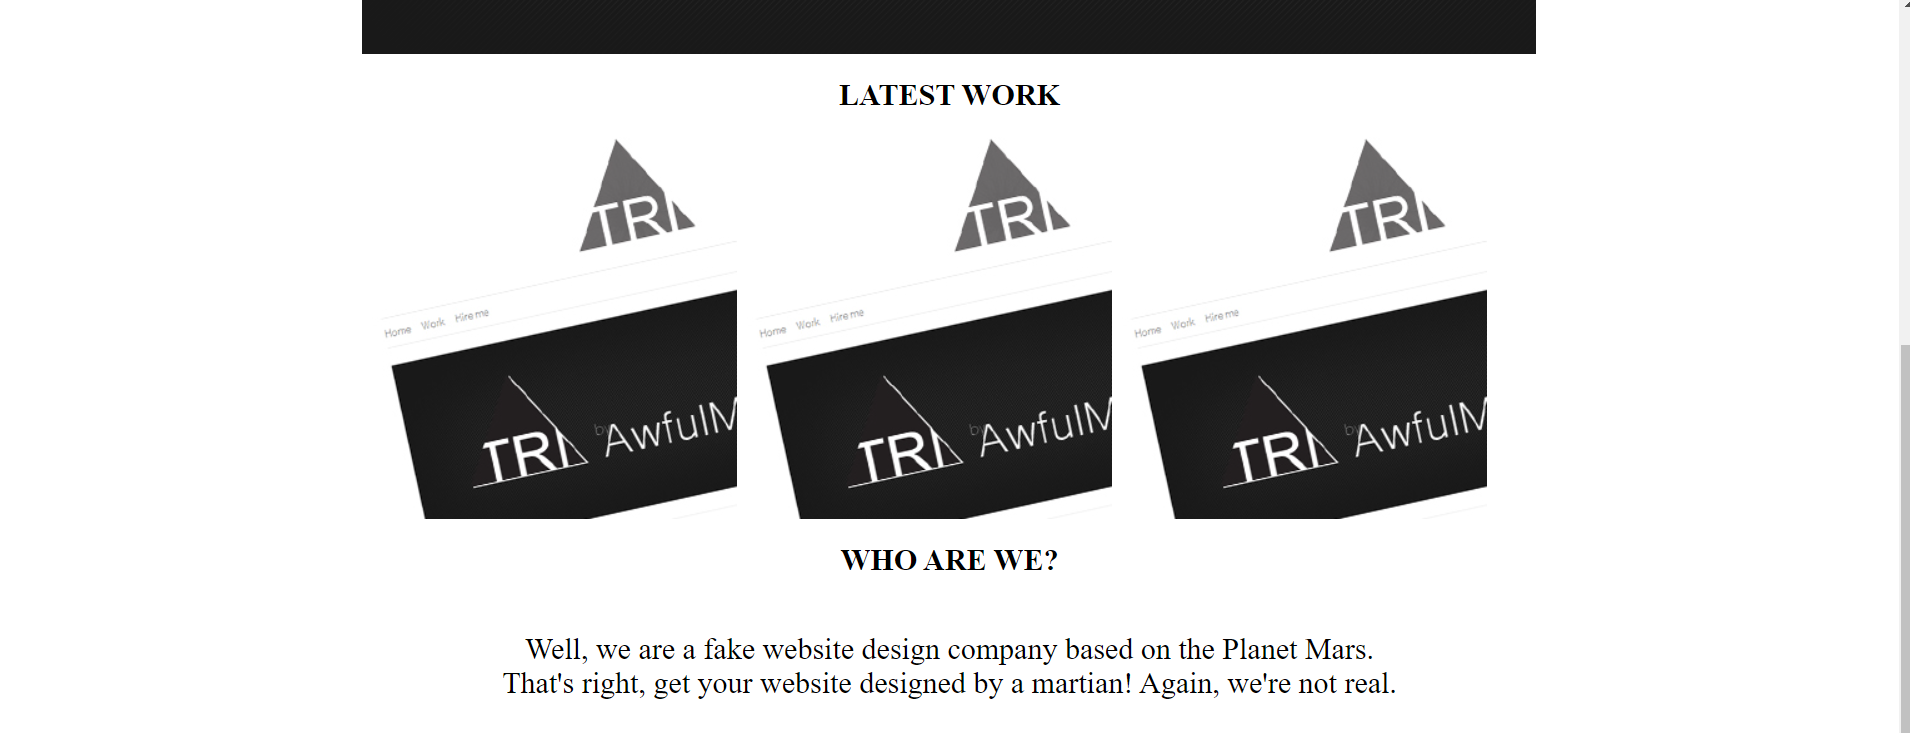 LATEST WORK
TRI
TRI
TRI
Home Work Hire me
Home Work Hire me
Home Work Hire me
TRI by AwfulM
TRI by AwfulM
TRI by AwfulM
WHO ARE WE?
Well, we are a fake website design company based on the Planet Mars.
That's right, get your website designed by a martian! Again, we're not real.